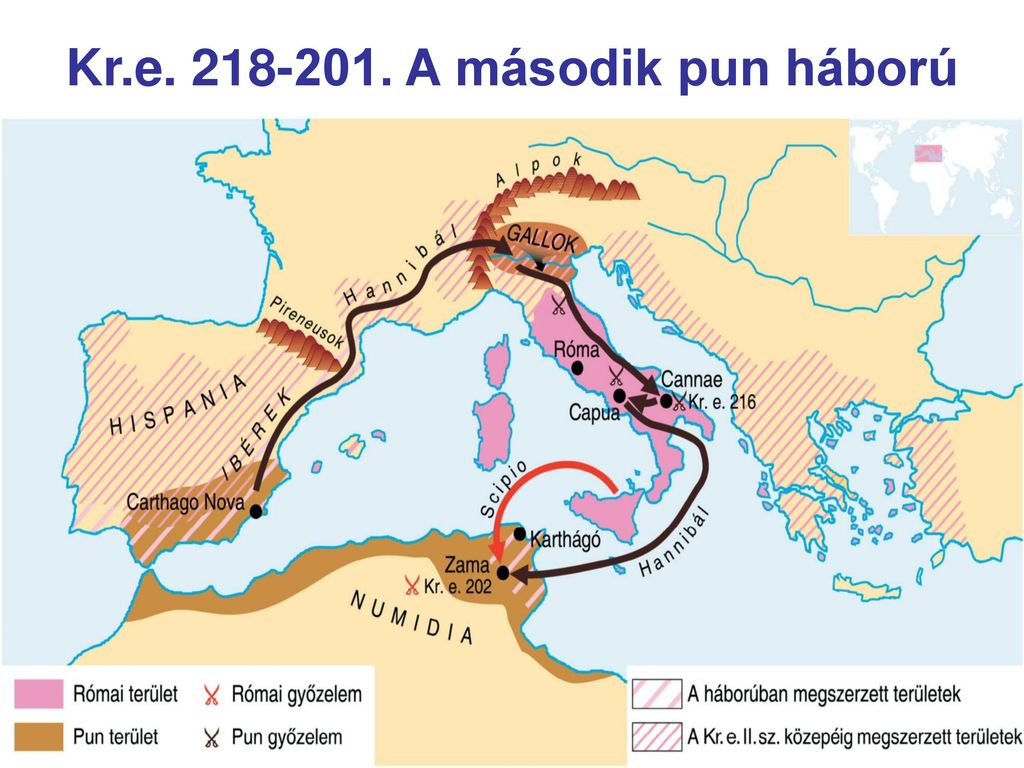 Kr.e. 218-201. A második pun háború
Alpok
GALLOK
Hannibál
Pireneusok
Róma
HISPANIA
Cannae
Kr. e. 216
Capua
IBÉREK
Scipio
Carthago Nova
Karthágó
Hannibál
Zama
Kr. e. 202
NUMIDIA
Római terület
Római győzelem
A háborúban megszerzett területek
Pun terület
Pun győzelem
A Kr. e. II. sz. közepéig megszerzett területek